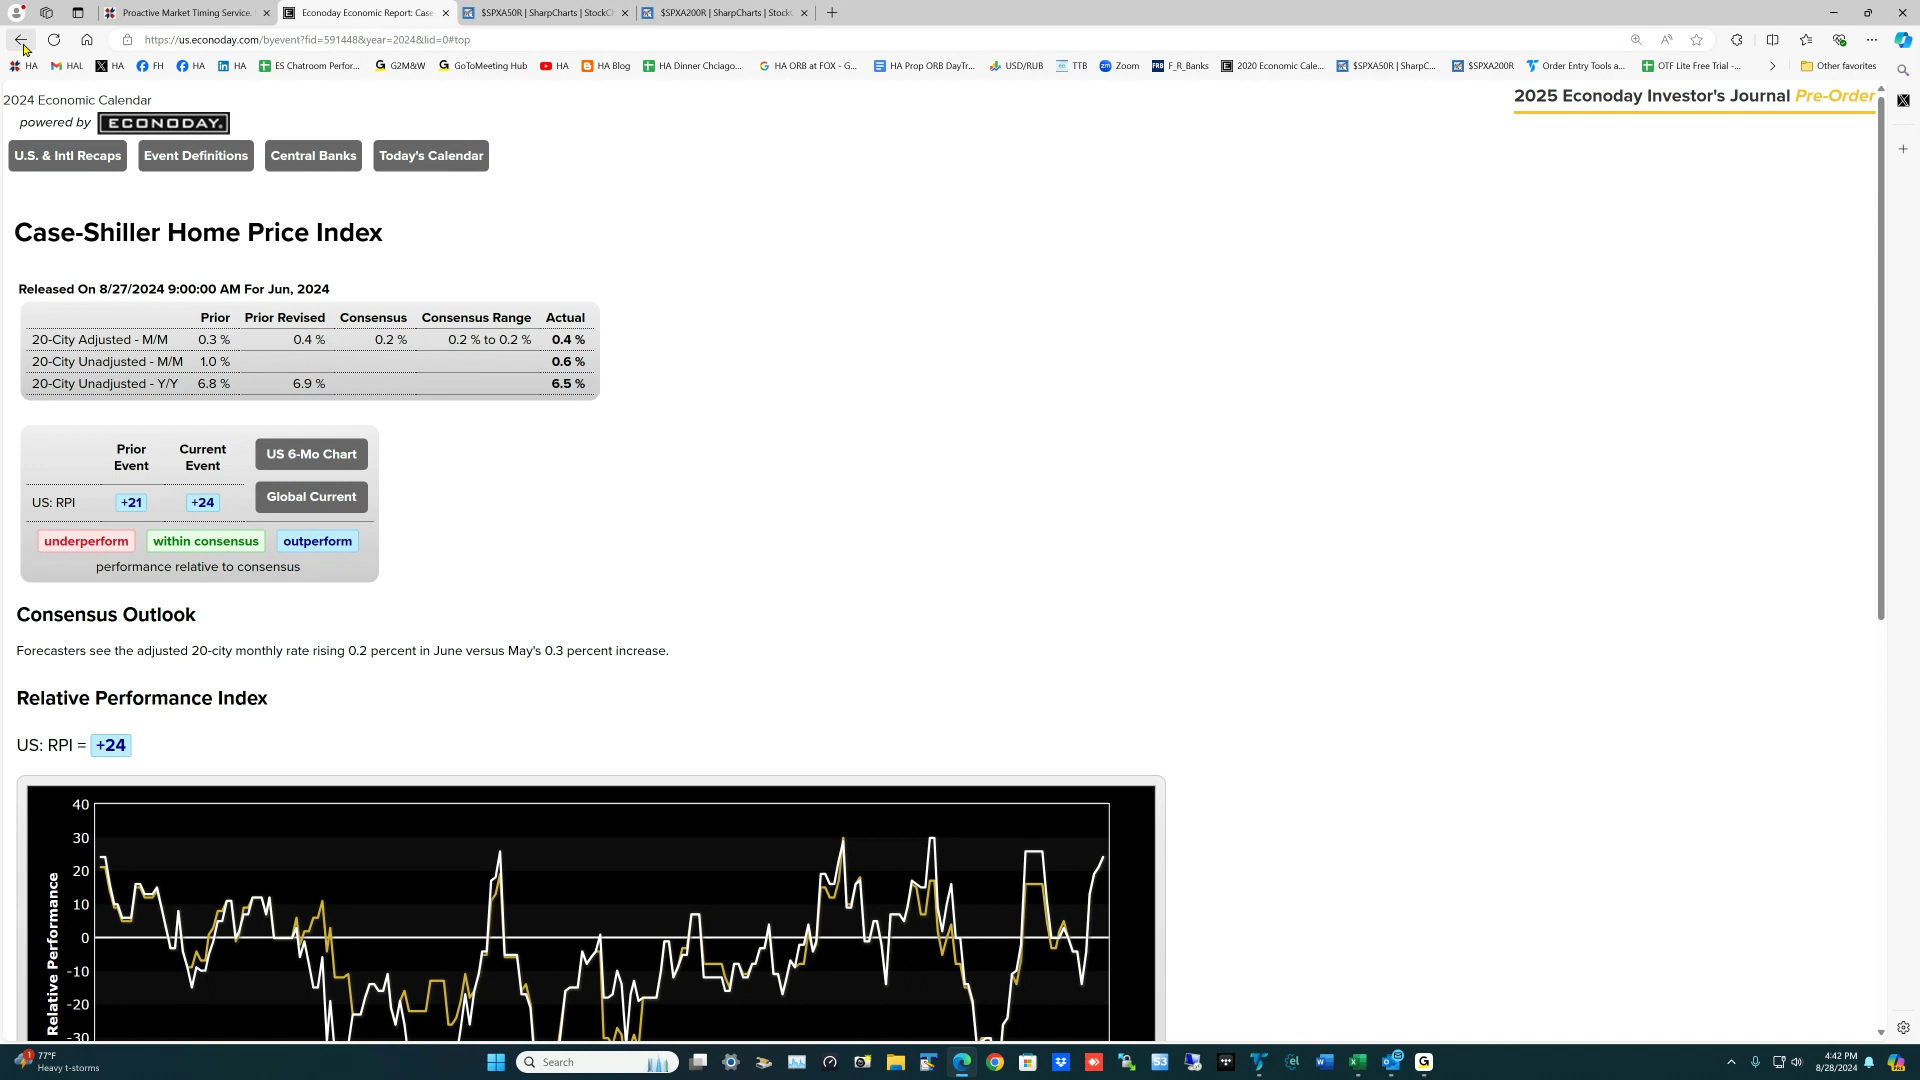 Proactive Market Timing Service.
Econoday Economic Report: Case-
$SPXA50R | SharpCharts | StockCh
$SPXA200R | SharpCharts | StockC
https://us.econoday.com/byevent?fid=591448&year=2024&lid=0#top
HA
HAL
HA
FH
HA
HA
ES Chatroom Perfor...
G2M&W
GoToMeeting Hub
HA
HA Blog
HA Dinner Chciago...
HA ORB at FOX - G...
HA Prop ORB DayTr...
USD/RUB
TTB
Zoom
F_R_Banks
2020 Economic Cale...
$SPXA50R | SharpC...
$SPXA200R
Order Entry Tools a...
OTF Lite Free Trial -...
Other favorites
2024 Economic Calendar
2025 Econoday Investor's Journal Pre-Order
powered by ECONODAY.
U.S. & Intl Recaps
Event Definitions
Central Banks
Today's Calendar
Case-Shiller Home Price Index
Released On 8/27/2024 9:00:00 AM For Jun, 2024
Prior Prior Revised Consensus Consensus Range Actual
20-City Adjusted - M/M 0.3 % 0.4 % 0.2 % 0.2 % to 0.2 % 0.4 %
20-City Unadjusted - M/M 1.0 % 0.6 %
20-City Unadjusted - Y/Y 6.8 % 6.9 % 6.5 %
Prior Event
Current Event
US 6-Mo Chart
Global Current
US: RPI +21 +24
underperform within consensus outperform
performance relative to consensus
Consensus Outlook
Forecasters see the adjusted 20-city monthly rate rising 0.2 percent in June versus May's 0.3 percent increase.
Relative Performance Index
US: RPI = +24
40
30
20
10
0
-10
-20
-30
Relative Performance
1
77°F
Heavy t-storms
Search
4:42 PM
8/28/2024